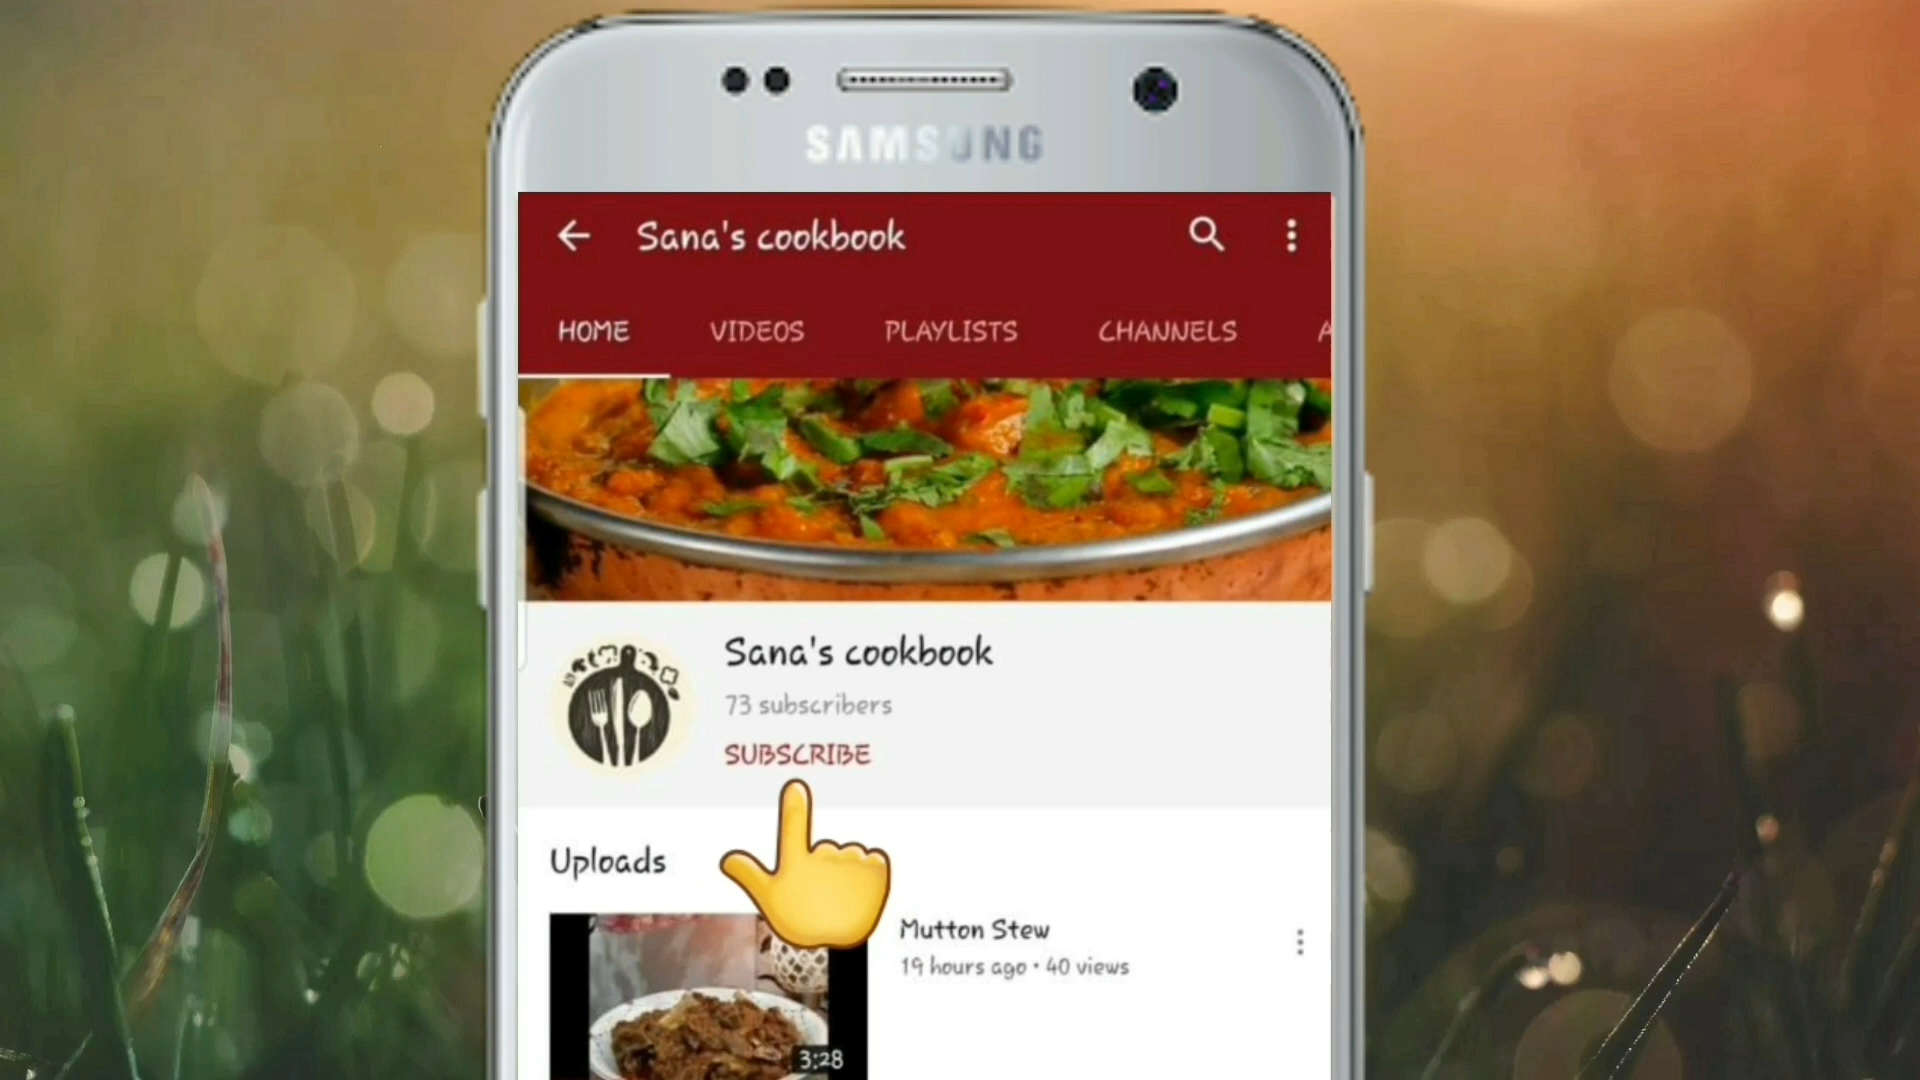 SAMSUNG
Sana's cookbook
HOME VIDEOS PLAYLISTS CHANNELS A
Sana's cookbook
73 subscribers
SUBSCRIBE
Uploads
Mutton Stew
19 hours ago • 40 views
3:28